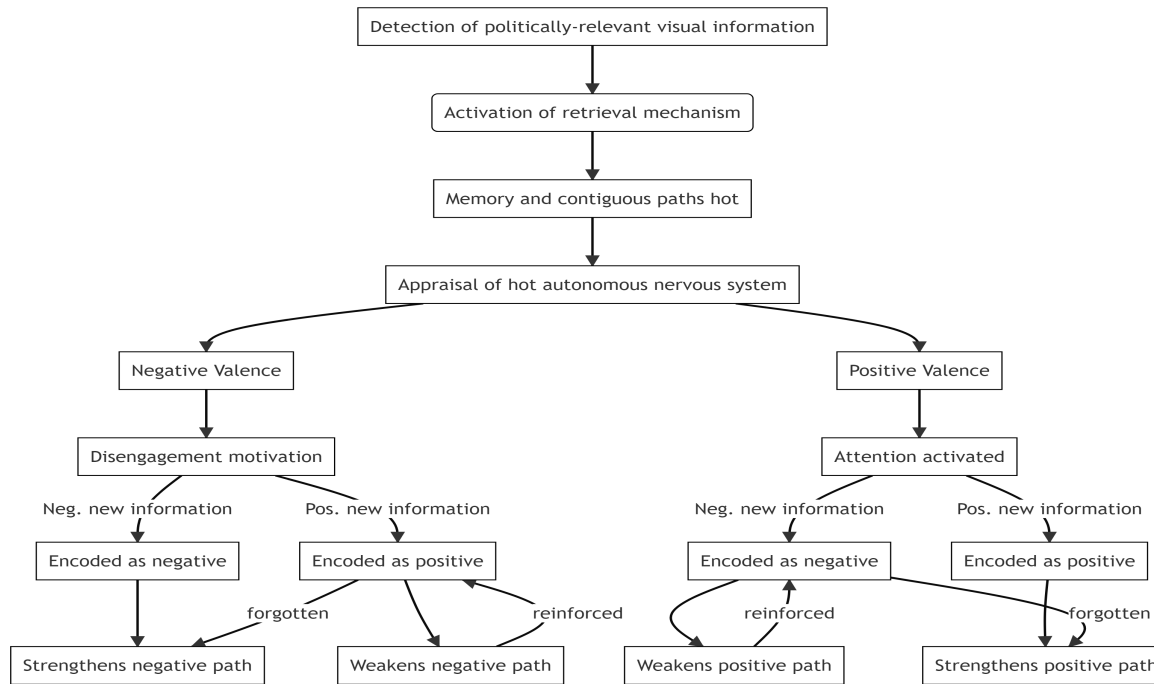 Detection of politically-relevant visual information
Activation of retrieval mechanism
Memory and contiguous paths hot
Appraisal of hot autonomous nervous system
Negative Valence
Positive Valence
Disengagement motivation
Attention activated
Neg. new information
Pos. new information
Neg. new information
Pos. new information
Encoded as negative
Encoded as positive
Encoded as negative
Encoded as positive
forgotten
reinforced
reinforced
forgotten
Strengthens negative path
Weakens negative path
Weakens positive path
Strengthens positive path